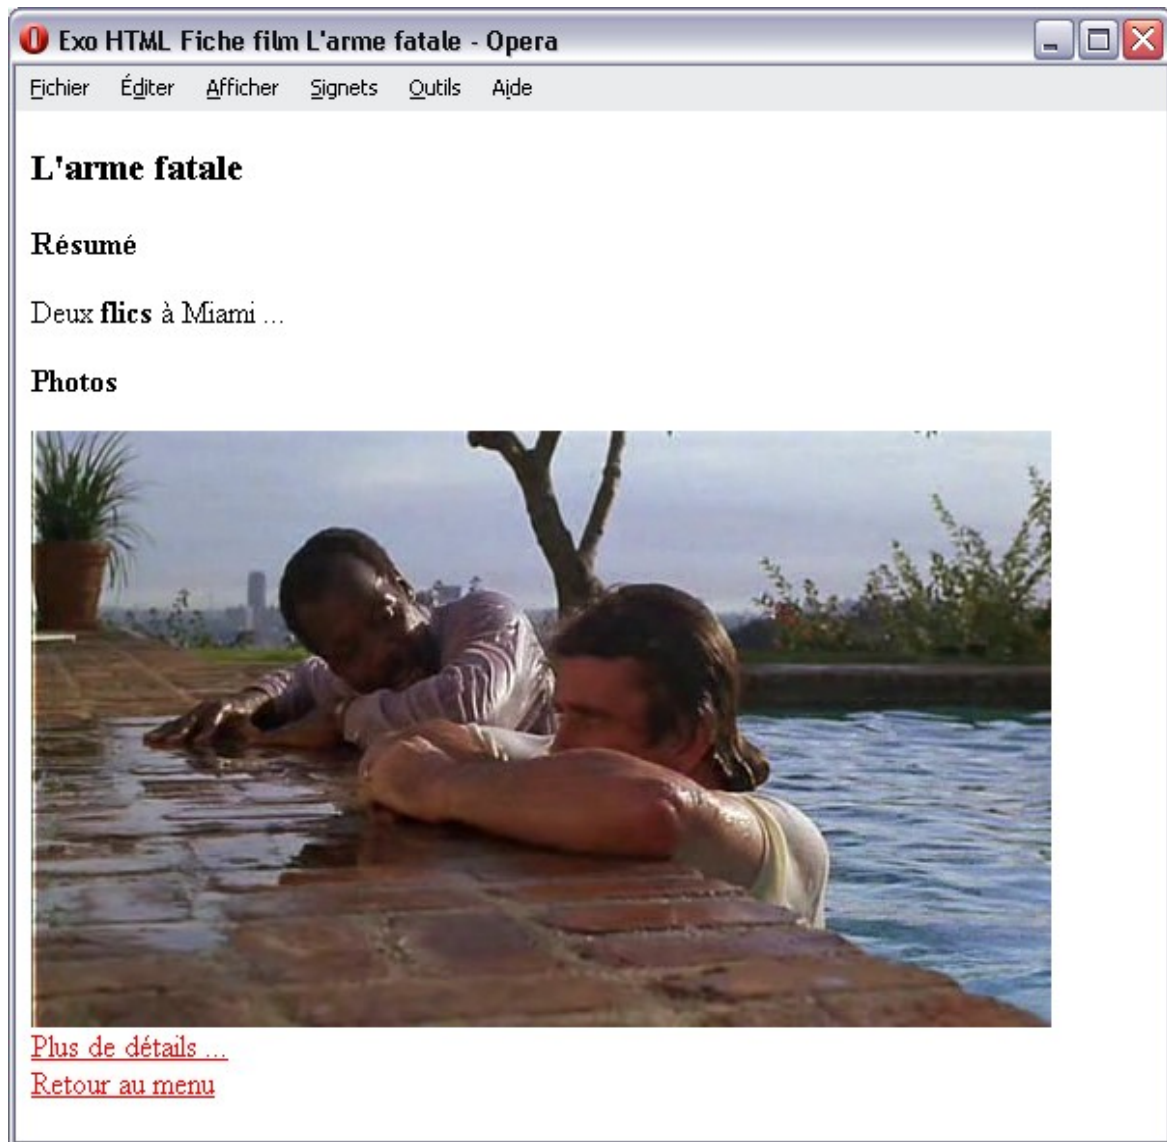 Exo HTML Fiche film L'arme fatale - Opera
Fichier Éditer Afficher Signets Outils Aide
L'arme fatale
Résumé
Deux flics à Miami ...
Photos
Plus de détails ...
Retour au menu